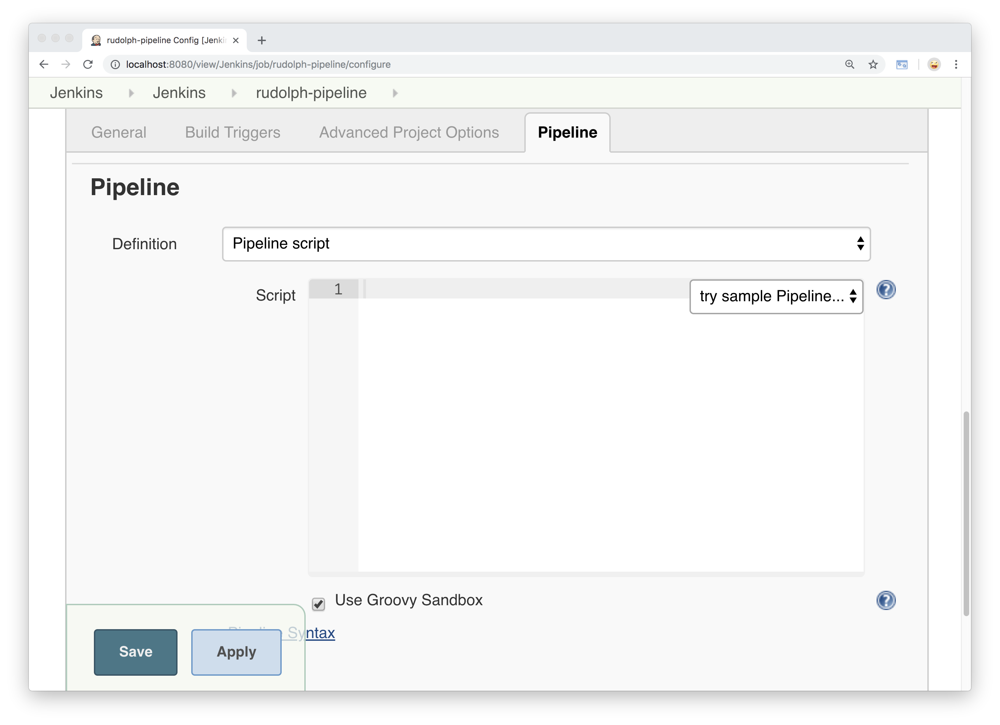 rudolph-pipeline Config [Jenki
localhost:8080/view/Jenkins/job/rudolph-pipeline/configure
Jenkins Jenkins rudolph-pipeline
General Build Triggers Advanced Project Options Pipeline
Pipeline
Definition Pipeline script
Script 1 try sample Pipeline...
Use Groovy Sandbox
Pipeline Syntax
Save Apply